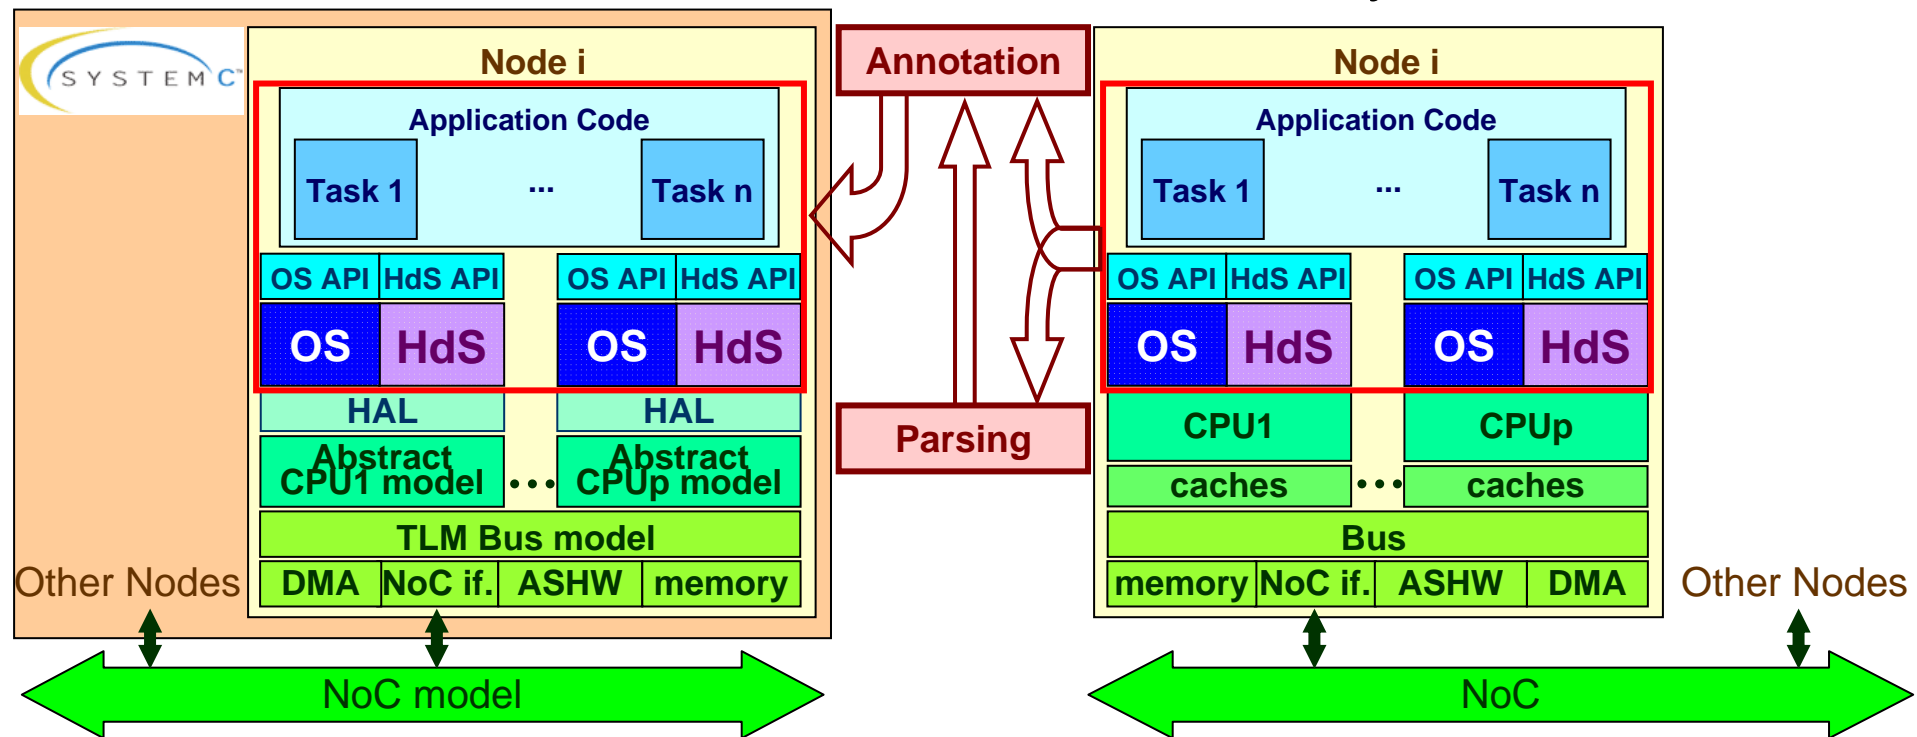 SYSTEM C™
Node i
Application Code
Task 1 ... Task n
OS API HdS API OS API HdS API
OS HdS OS HdS
HAL HAL
Abstract CPU1 model ... Abstract CPUp model
TLM Bus model
DMA NoC if. ASHW memory
Other Nodes
NoC model
Annotation
Parsing
Node i
Application Code
Task 1 ... Task n
OS API HdS API OS API HdS API
OS HdS OS HdS
CPU1 CPUp
caches ... caches
Bus
memory NoC if. ASHW DMA
Other Nodes
NoC